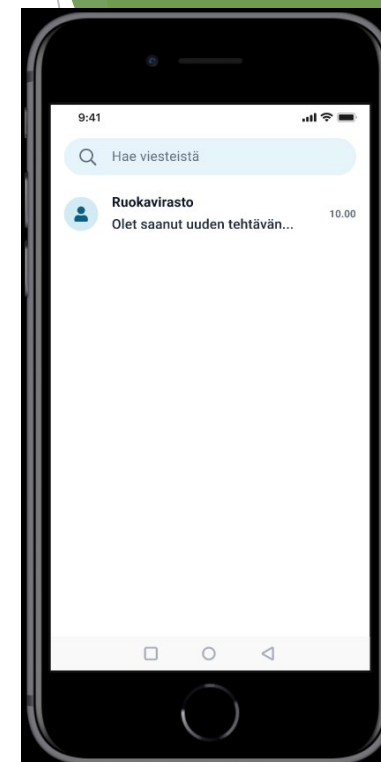 9:41
Hae viesteistä
Ruokavirasto
10.00
Olet saanut uuden tehtävän...